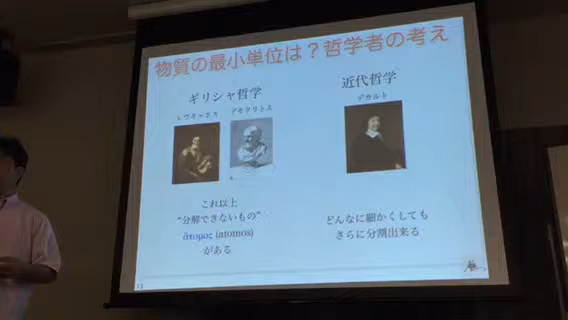 物質の最小単位は？哲学者の考え
ギリシャ哲学
レウキッポス デモクリトス
これ以上
“分解できないもの”
ἄτομος (atomos)
がある
近代哲学
デカルト
どんなに細かくしても
さらに分割出来る